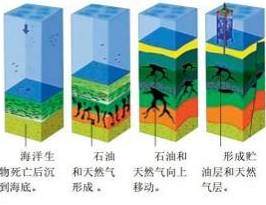 海洋生
物死亡后沉
到海底。
石油
和天然气
形成 。
石油和
天然气向上
移动。
形成贮
油层和天然
气层。